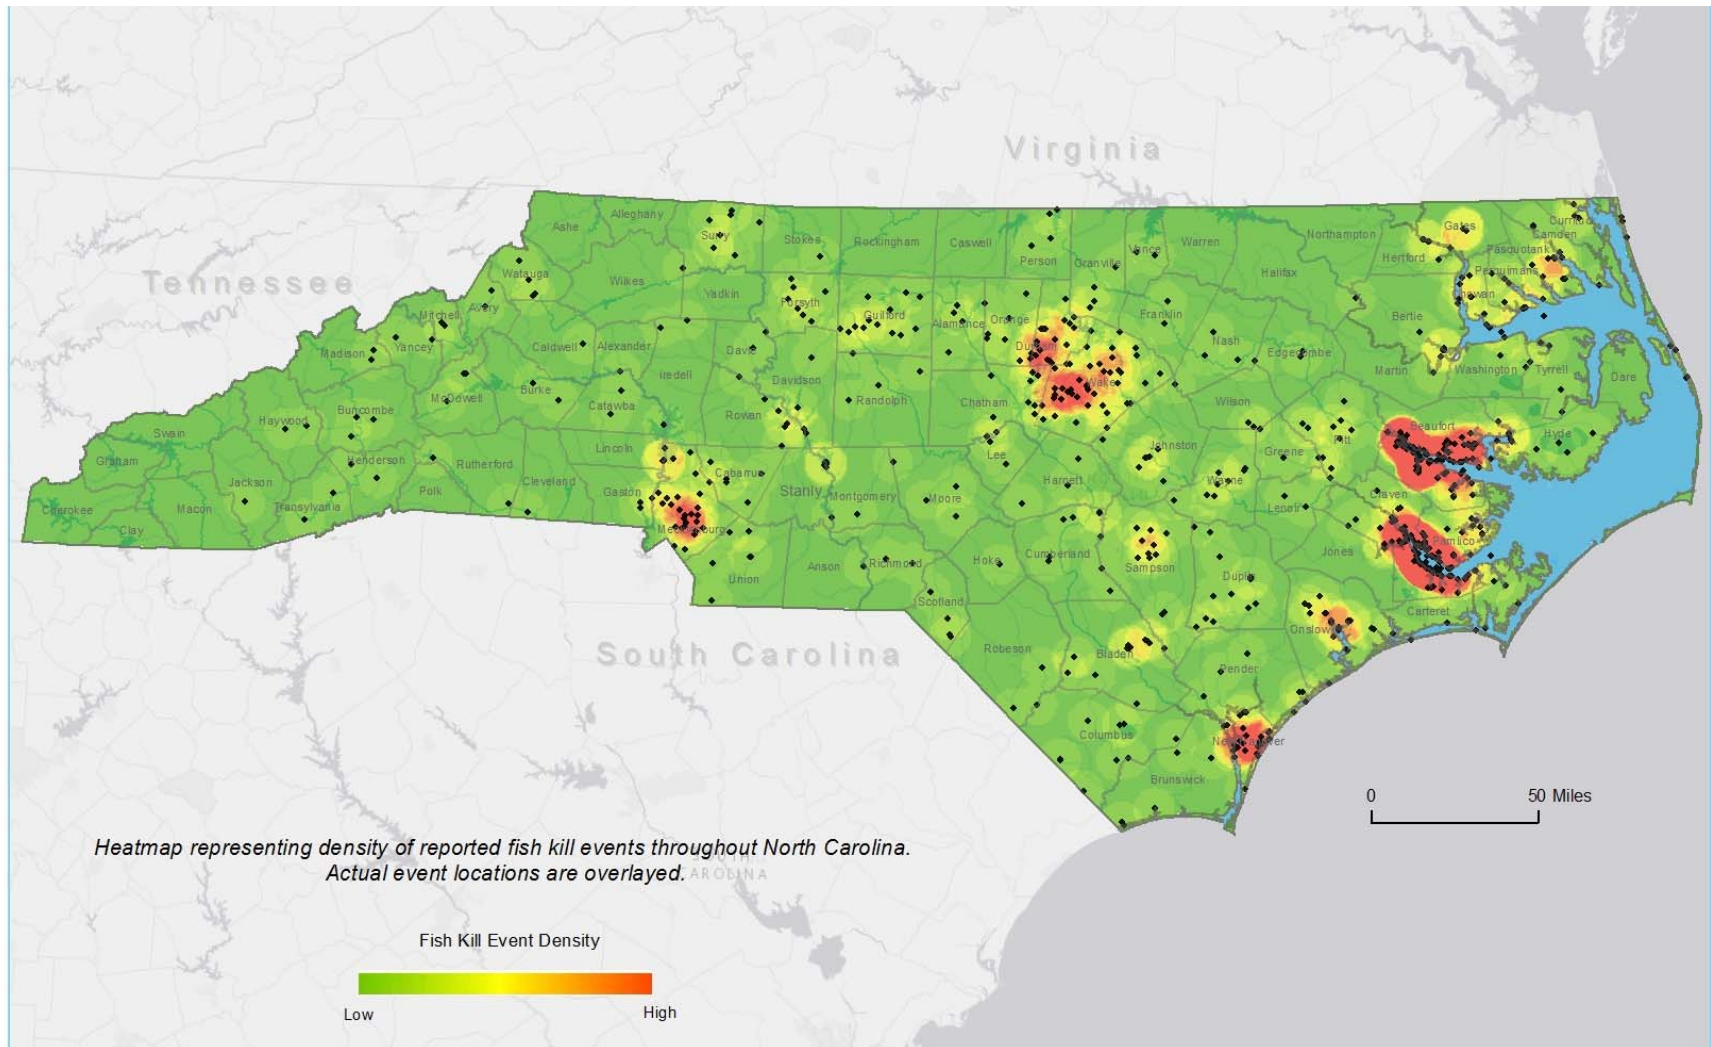 Virginia
Tennessee
Ashe
Alleghany
Surry
Stokes
Rockingham
Caswell
Person
Granville
Vance
Warren
Northampton
Gates
Camden
Pasquotank
Perquimans
Hertford
Halifax
Watauga
Wilkes
Yadkin
Forsyth
Guilford
Alamance
Orange
Franklin
Bertie
Avery
Mitchell
Yancey
Madison
Caldwell
Alexander
Davie
Iredell
Davidson
Randolph
Chatham
Wake
Nash
Edgecombe
Martin
Washington
Tyrrell
Dare
Burke
McDowell
Catawba
Rowan
Wilson
Haywood
Buncombe
Swain
Lincoln
Johnston
Greene
Pitt
Beaufort
Hyde
Graham
Henderson
Rutherford
Cleveland
Gaston
Stanly
Montgomery
Moore
Lee
Harnett
Wayne
Lenoir
Craven
Jackson
Cherokee
Macon
Clay
Transylvania
Polk
Mecklenburg
Union
Anson
Richmond
Hoke
Cumberland
Sampson
Duplin
Jones
Pamlico
Carteret
Scotland
Robeson
Bladen
Onslow
Pender
Columbus
Brunswick
South Carolina
0 50 Miles
Heatmap representing density of reported fish kill events throughout North Carolina.
Actual event locations are overlayed.
Fish Kill Event Density
Low High